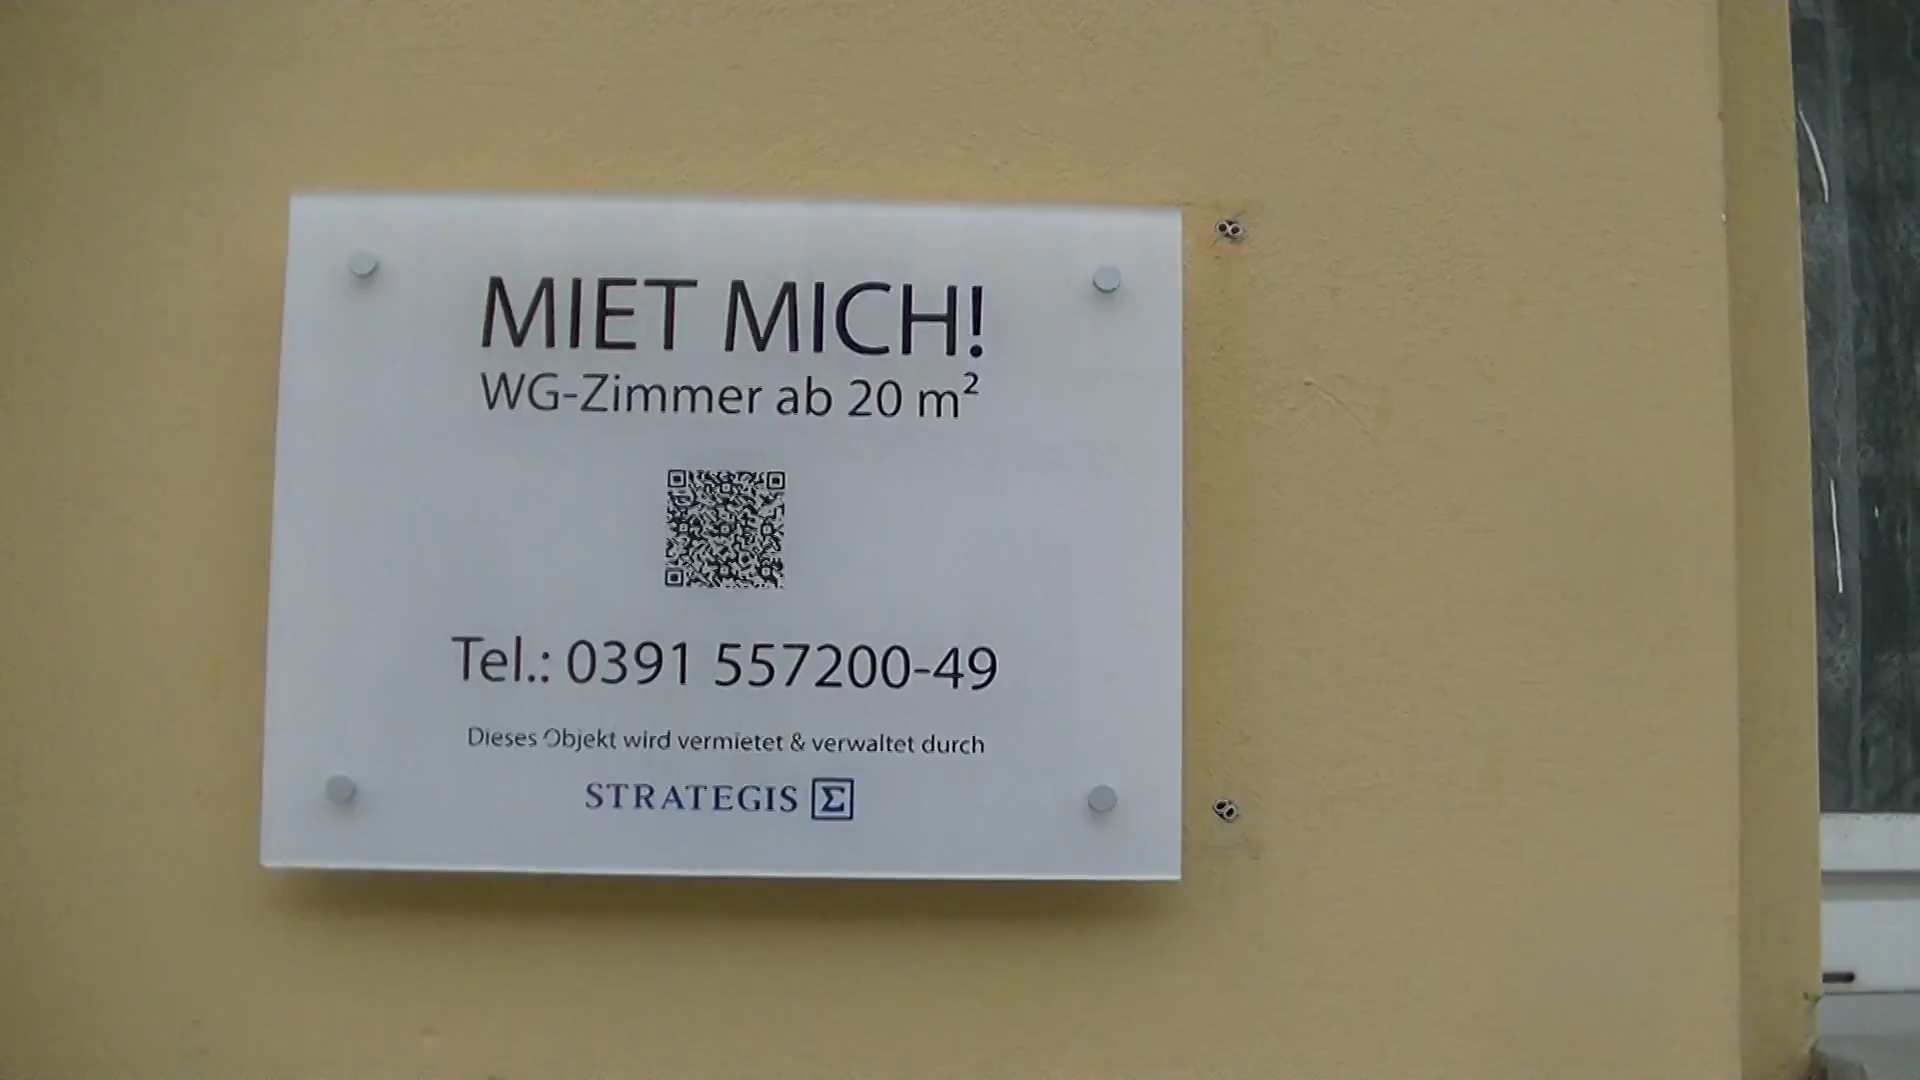 MIET MICH!
WG-Zimmer ab 20 m²
Tel.: 0391 557200-49
Dieses Objekt wird vermietet & verwaltet durch
STRATEGIS Σ